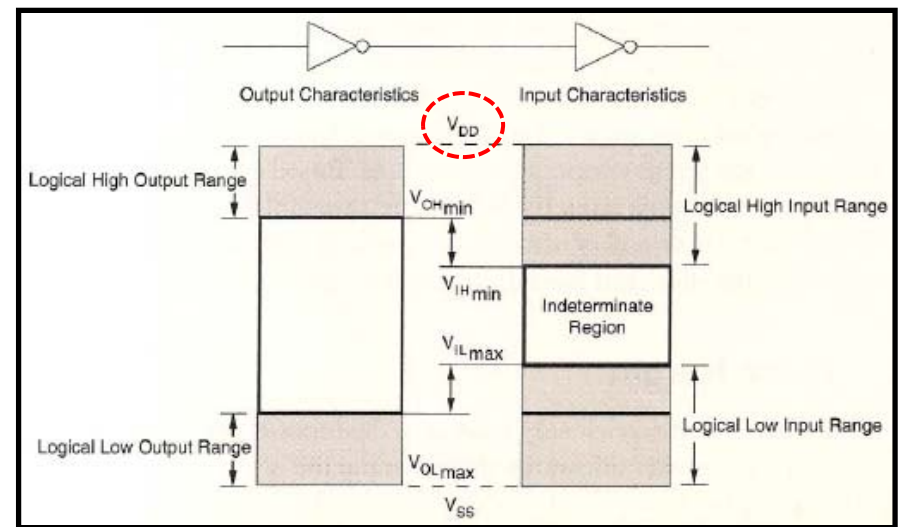 Output Characteristics
Input Characteristics
VDD
Logical High Output Range
VOHmin
Logical High Input Range
VIHmin
Indeterminate
Region
VILmax
Logical Low Output Range
Logical Low Input Range
VOLmax
VSS